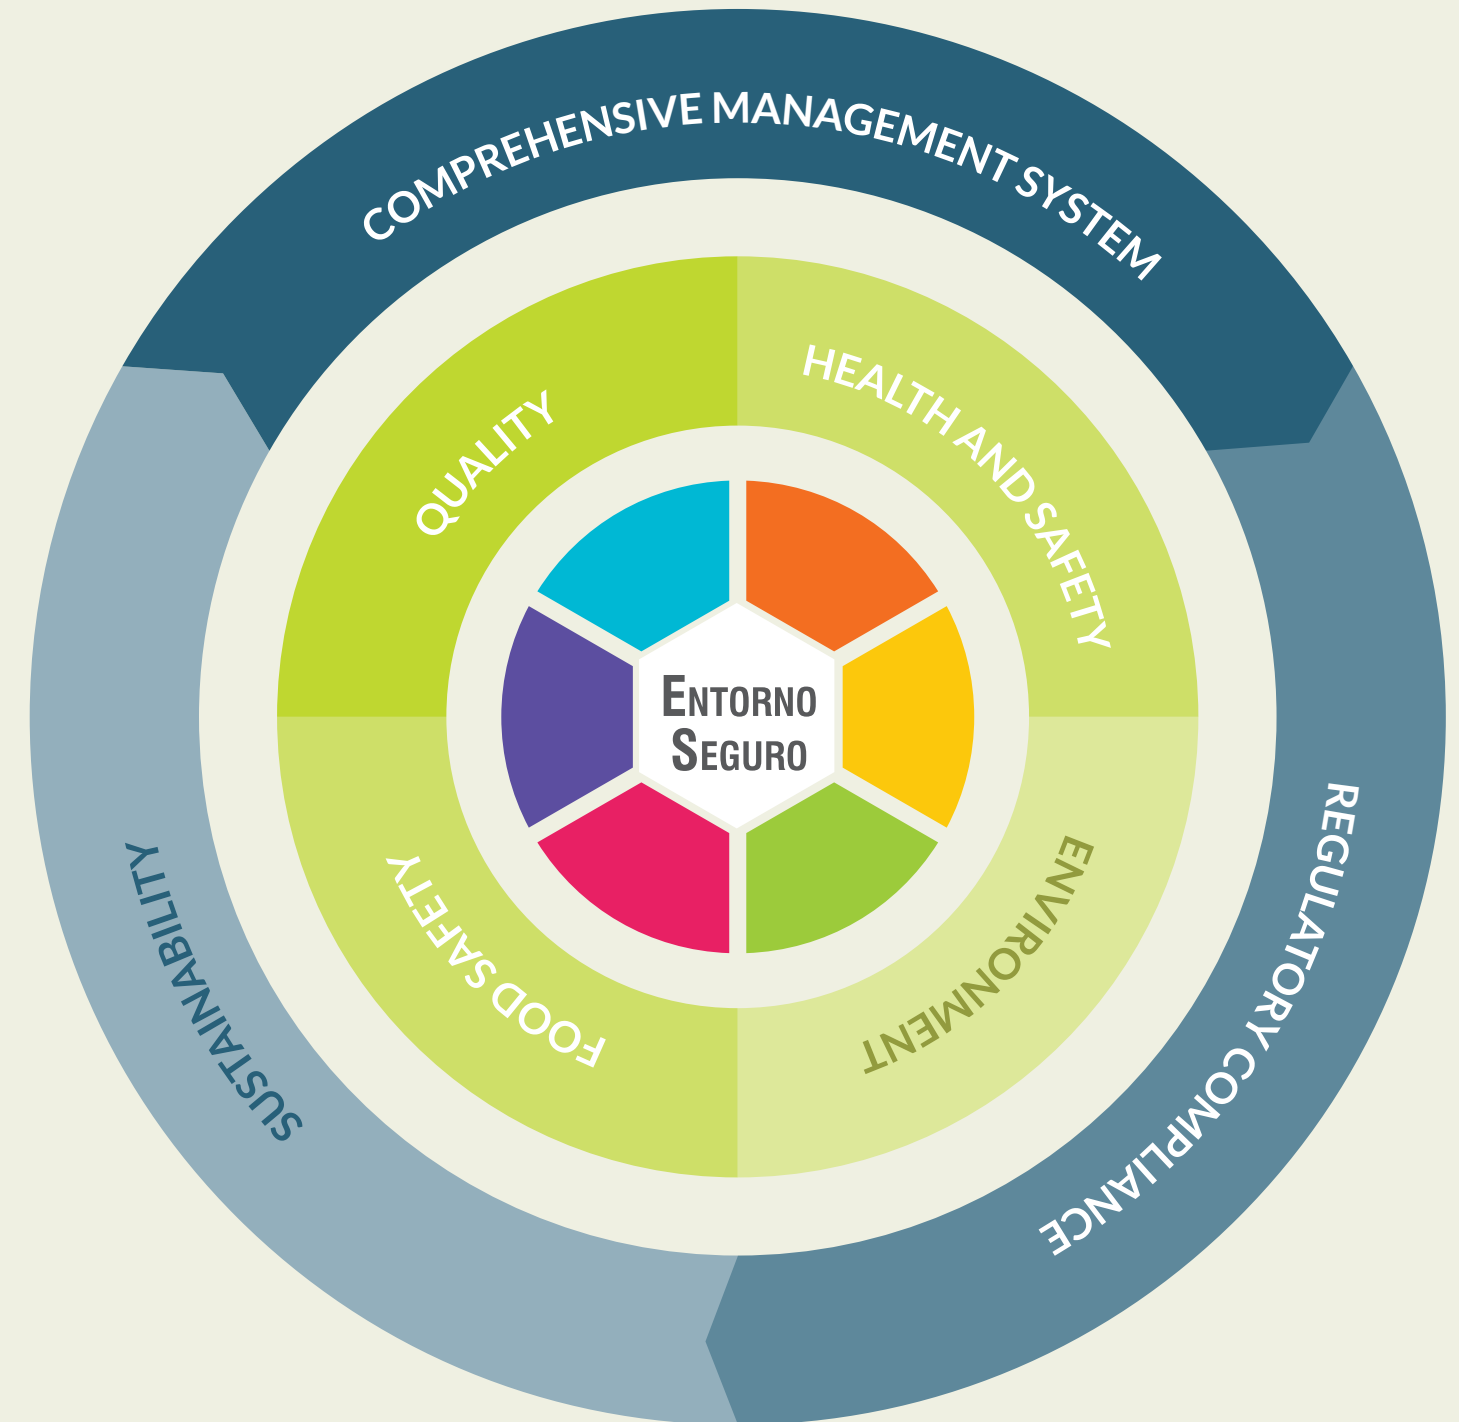 COMPREHENSIVE MANAGEMENT SYSTEM
QUALITY
HEALTH AND SAFETY
ENTORNO
SEGURO
SUSTAINABILITY
FOOD SAFETY
ENVIRONMENT
REGULATORY COMPLIANCE